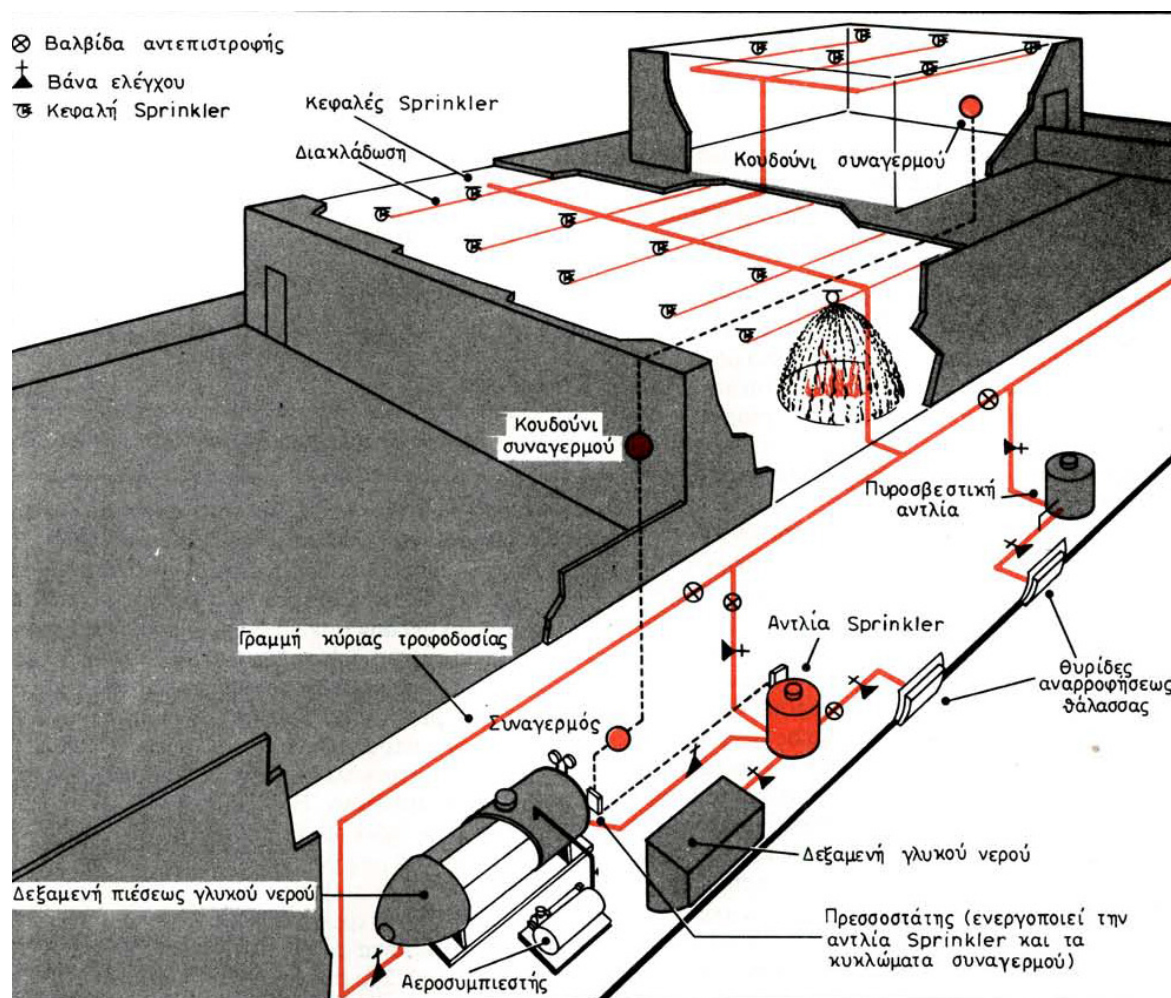 Βαλβίδα αντεπιστροφής
Βάνα ελέγχου
Κεφαλή Sprinkler
Κεφαλές Sprinkler
Διακλάδωση
Κουδούνι συναγερμού
Κουδούνι
συναγερμού
Πυροσβεστική
αντλία
Γραμμή κύριας τροφοδοσίας
Αντλία Sprinkler
Θυρίδες
αναρροφήσεως
θάλασσας
Συναγερμός
Δεξαμενή γλυκού νερού
Δεξαμενή πιέσεως γλυκού νερού
Πρεσσοστάτης (ενεργοποιεί την
αντλία Sprinkler και τα
κυκλώματα συναγερμού)
Αεροσυμπιεστής